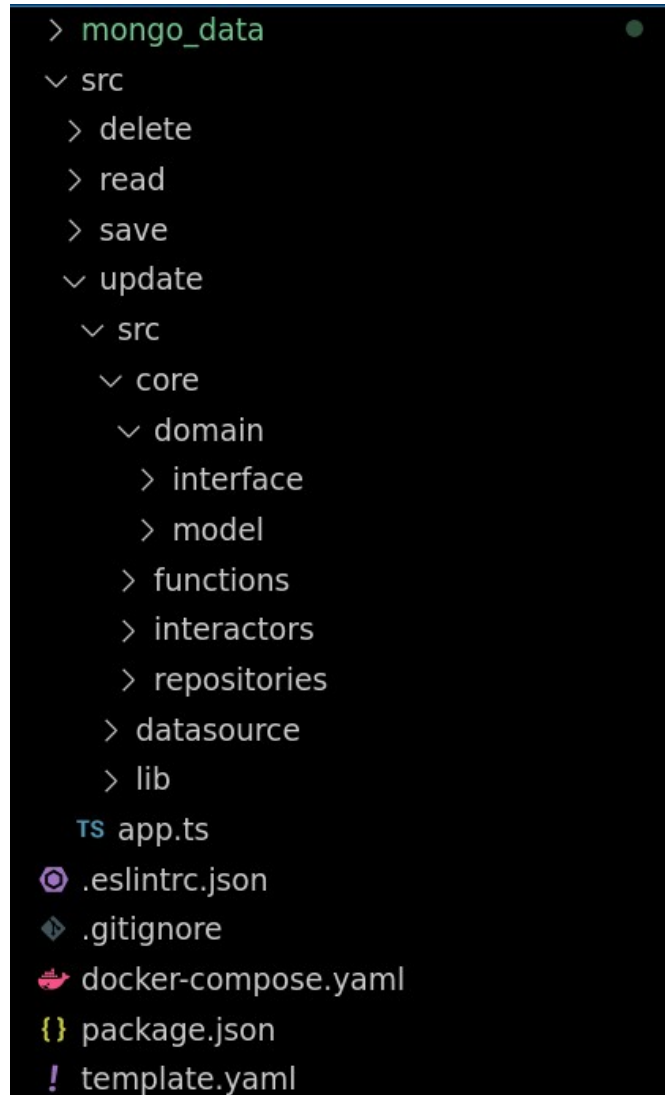 mongo_data
src
delete
read
save
update
src
core
domain
interface
model
functions
interactors
repositories
datasource
lib
TS app.ts
.eslintrc.json
.gitignore
docker-compose.yaml
{} package.json
! template.yaml